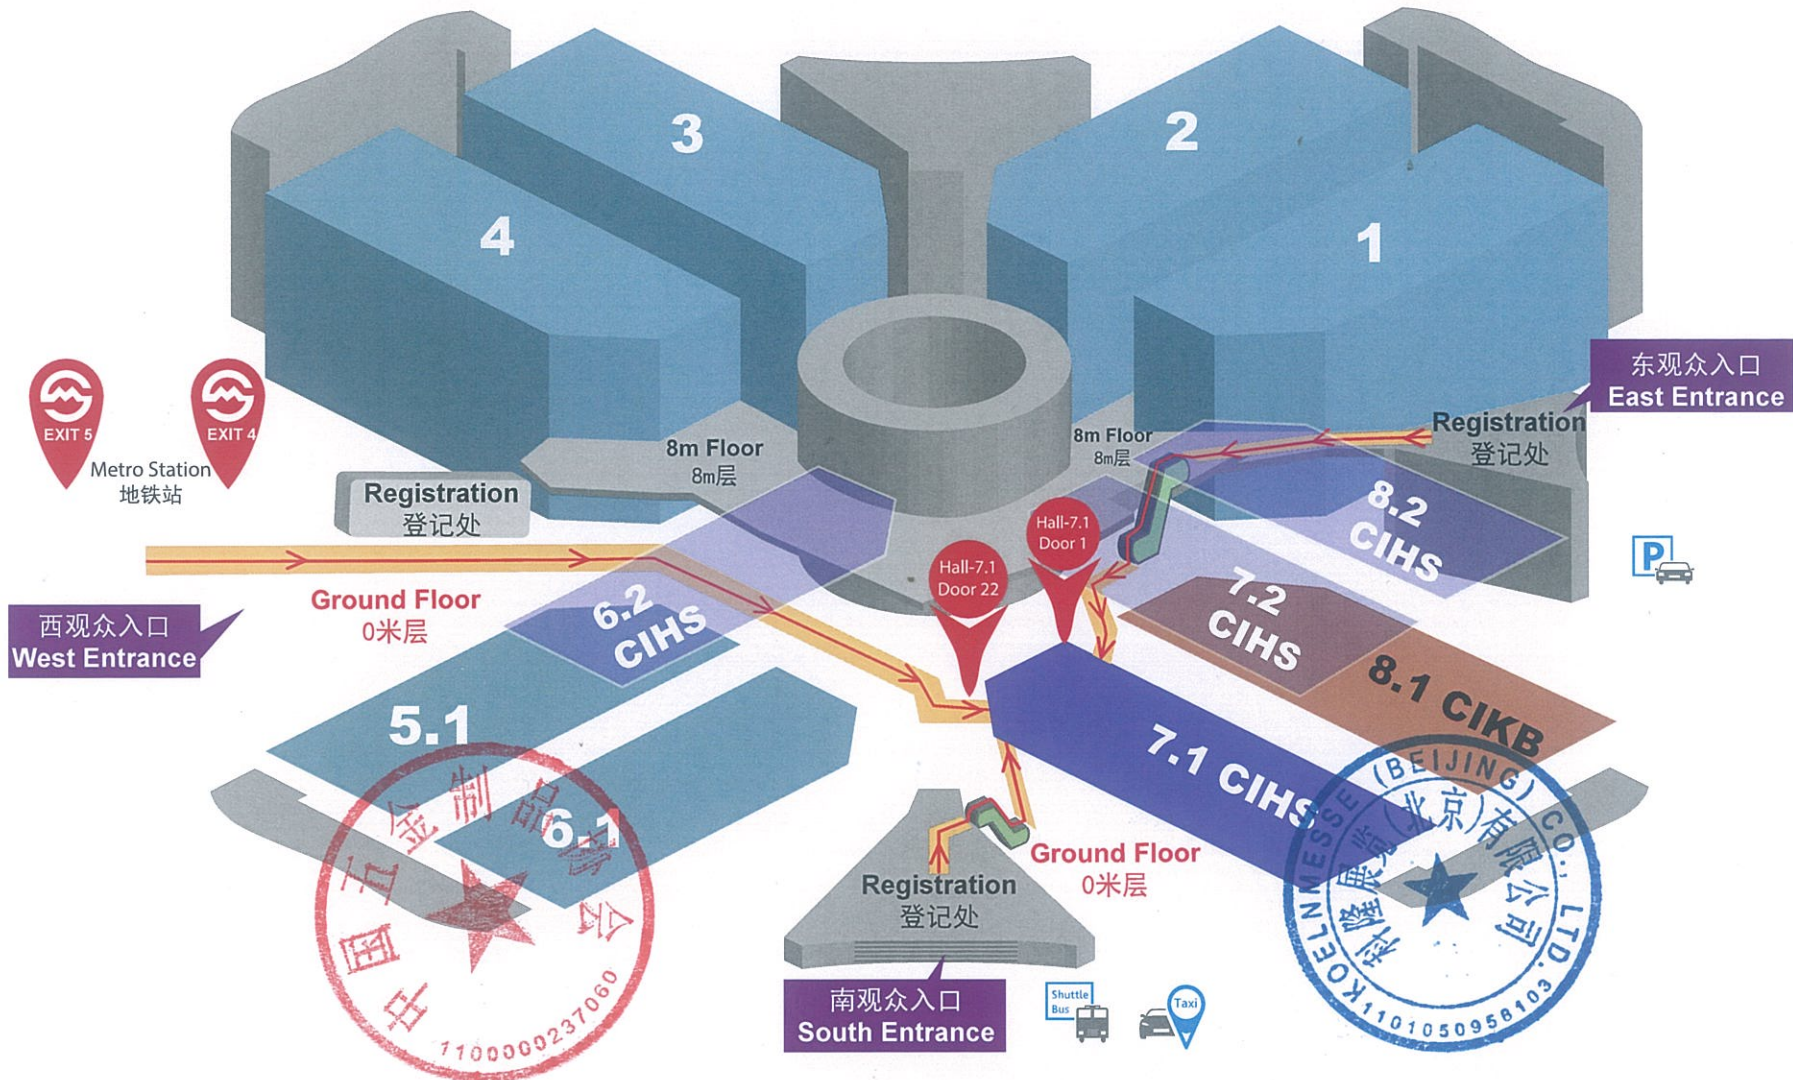 3
2
4
1
东观众入口
East Entrance
EXIT 5
EXIT 4
Metro Station
地铁站
8m Floor
8m层
8m Floor
8m层
Registration
登记处
Registration
登记处
8.2
CIHS
Hall-7.1
Door 1
Hall-7.1
Door 22
P
Ground Floor
0米层
6.2
CIHS
7.2
CIHS
西观众入口
West Entrance
8.1 CIKB
5.1
7.1 CIHS
6.1
Ground Floor
0米层
Registration
登记处
南观众入口
South Entrance
Shuttle
Bus
Taxi
中国五金制品协会
1100000237060
KOELNMESSE (BEIJING) CO., LTD.
科隆展览(北京)有限公司
1101050958103